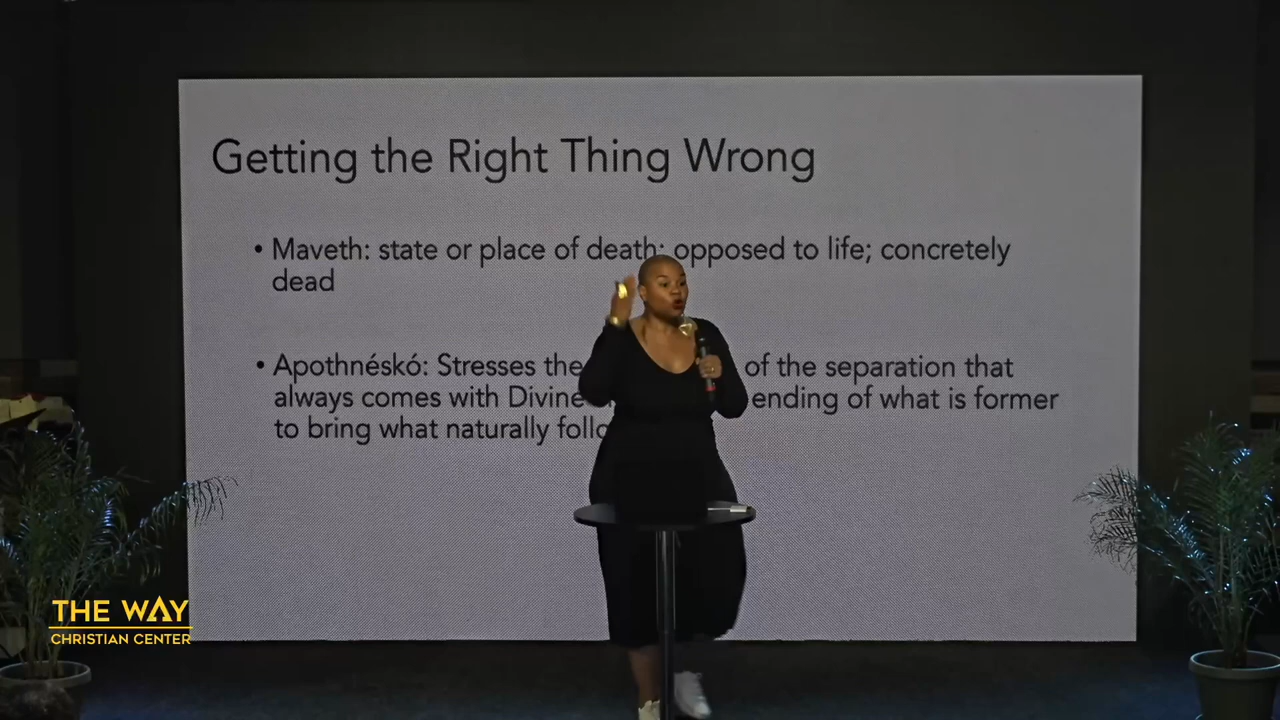 Getting the Right Thing Wrong
• Maveth: state or place of death; opposed to life; concretely
dead
• Apothnéskó: Stresses the of the separation that
always comes with Divine ending of what is former
to bring what naturally
THE WAY
CHRISTIAN CENTER